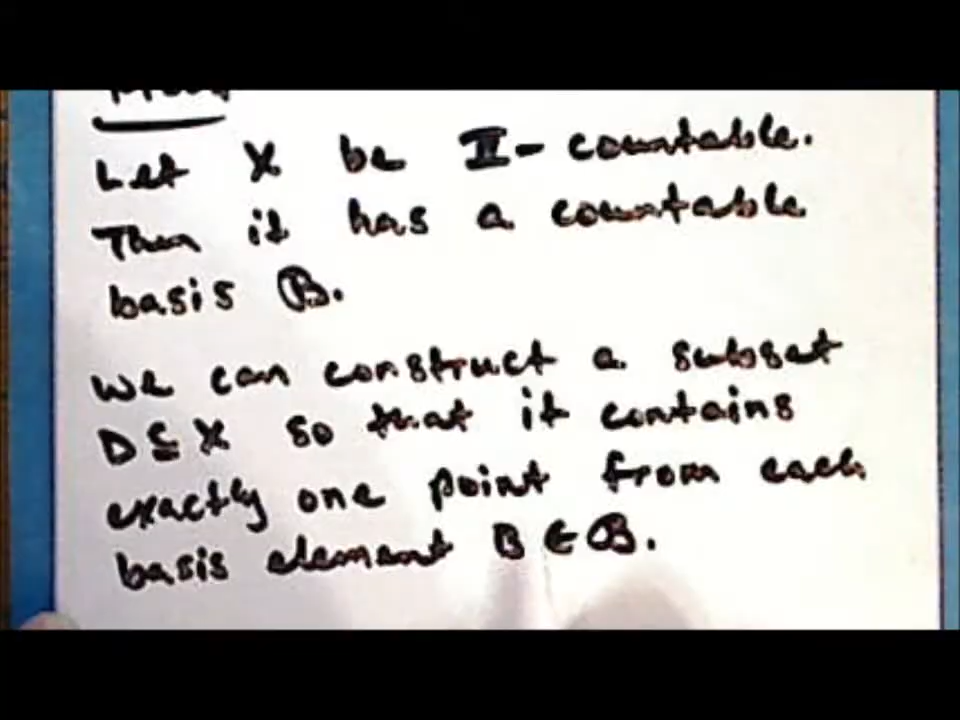 Let X be II-countable.
Then it has a countable
basis 𝓑.
We can construct a subset
D ⊆ X so that it contains
exactly one point from each
basis element B ∈ 𝓑.